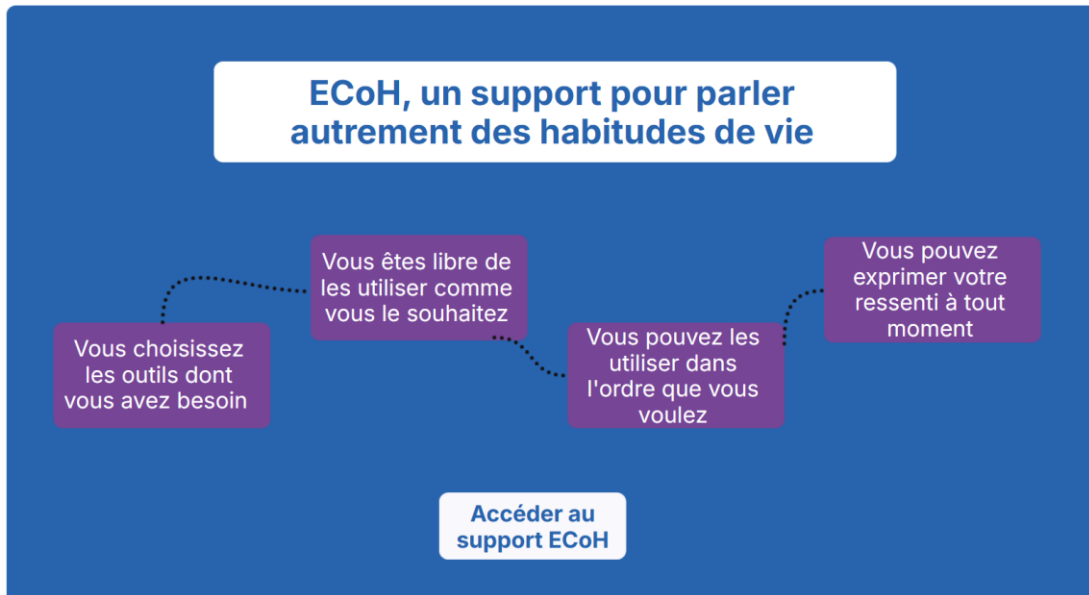 ECoH, un support pour parler
autrement des habitudes de vie
Vous choisissez
les outils dont
vous avez besoin
Vous êtes libre de
les utiliser comme
vous le souhaitez
Vous pouvez les
utiliser dans
l'ordre que vous
voulez
Vous pouvez
exprimer votre
ressenti à tout
moment
Accéder au
support ECoH